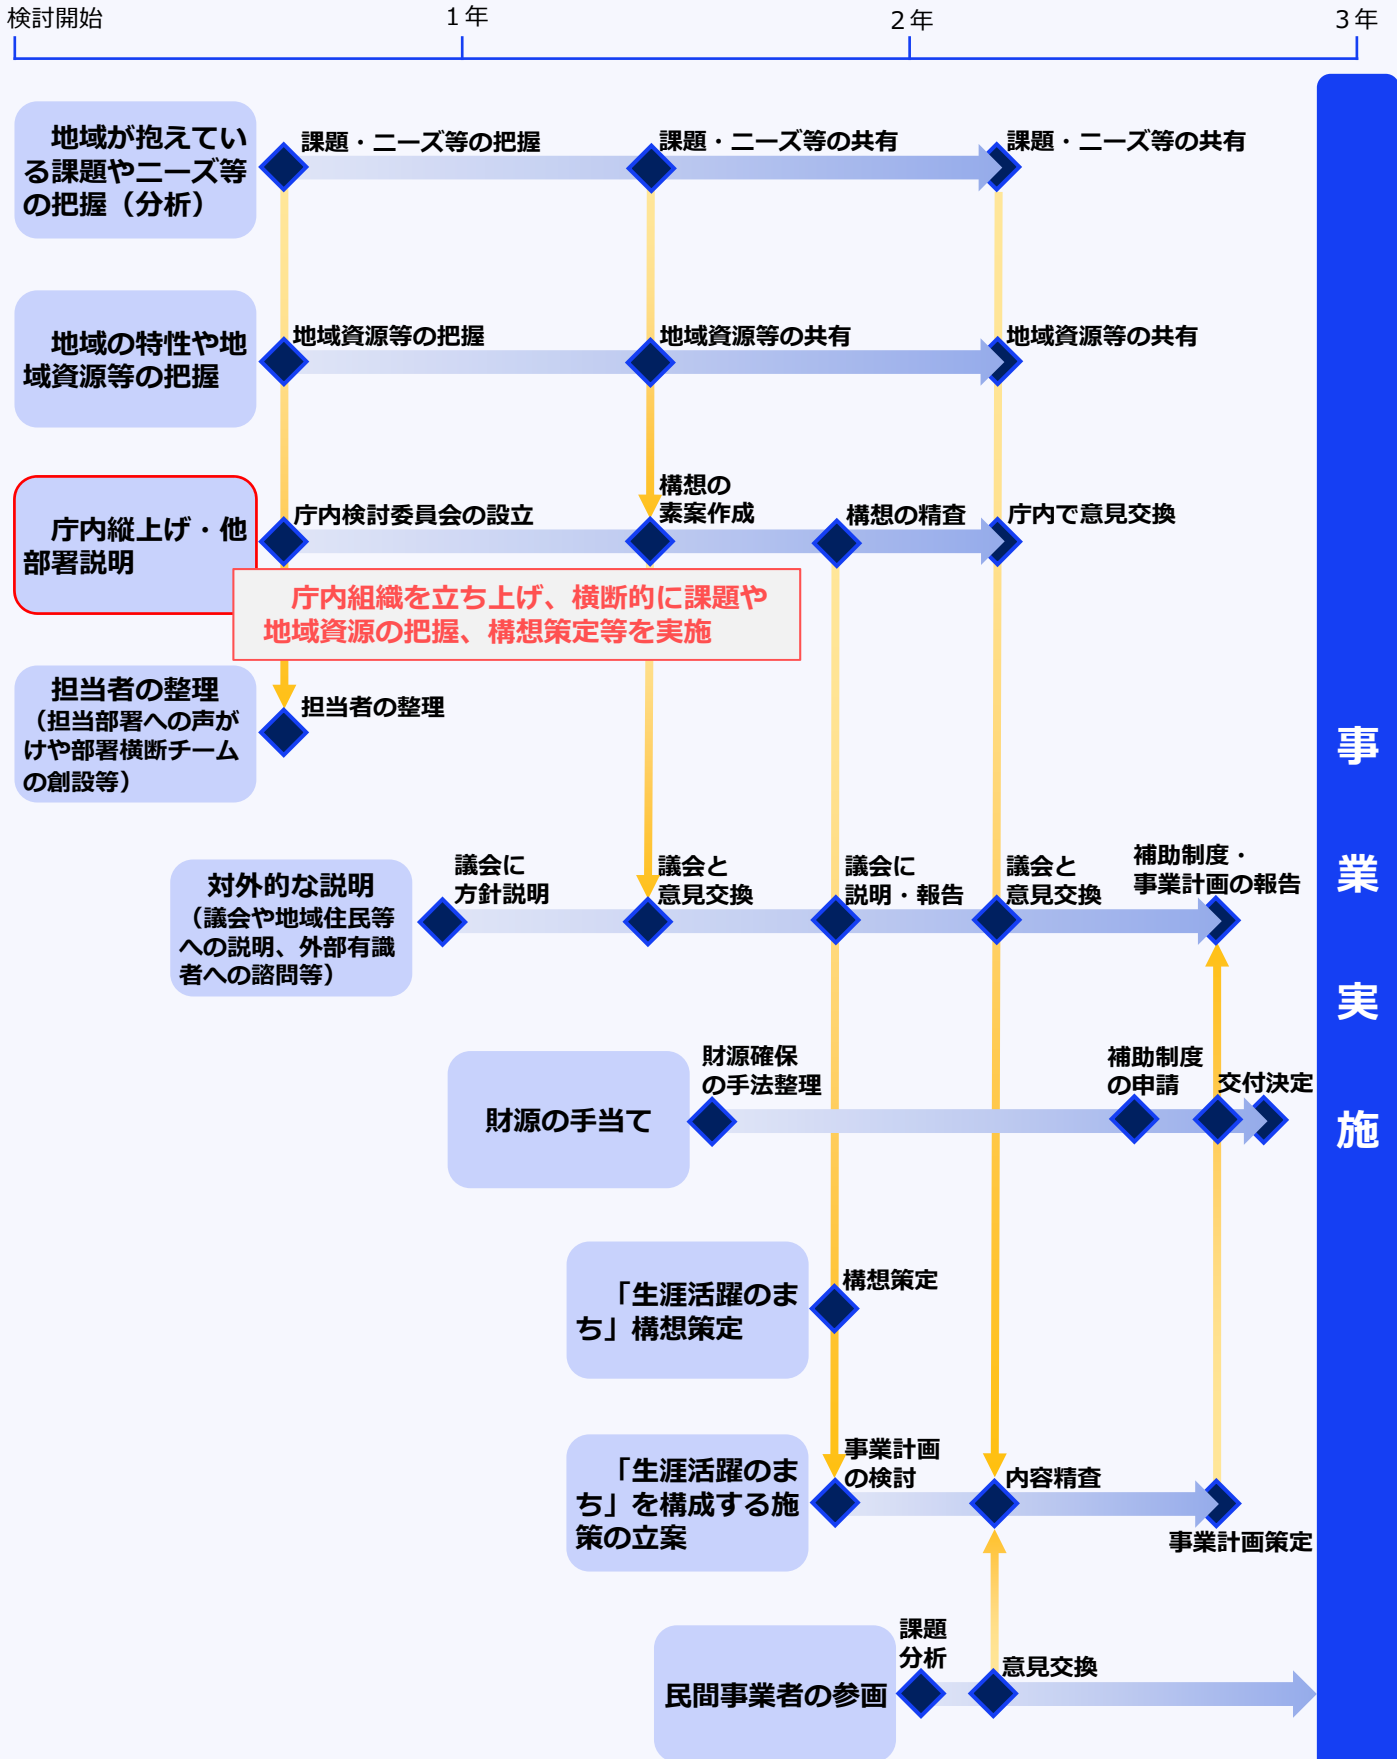 検討開始
1年
2年
3年
地域が抱えてい
る課題やニーズ等
の把握（分析）
課題・ニーズ等の把握
課題・ニーズ等の共有
課題・ニーズ等の共有
地域の特性や地
域資源等の把握
地域資源等の把握
地域資源等の共有
地域資源等の共有
庁内縦上げ・他
部署説明
庁内検討委員会の設立
構想の
素案作成
構想の精査
庁内で意見交換
庁内組織を立ち上げ、横断的に課題や
地域資源の把握、構想策定等を実施
担当者の整理
（担当部署への声が
けや部署横断チーム
の創設等）
担当者の整理
対外的な説明
（議会や地域住民等
への説明、外部有識
者への諮問等）
議会に
方針説明
議会と
意見交換
議会に
説明・報告
議会と
意見交換
補助制度・
事業計画の報告
財源の手当て
財源確保
の手法整理
補助制度
の申請
交付決定
「生涯活躍のま
ち」構想策定
構想策定
「生涯活躍のま
ち」を構成する施
策の立案
事業計画
の検討
内容精査
事業計画策定
民間事業者の参画
課題
分析
意見交換
事
業
実
施